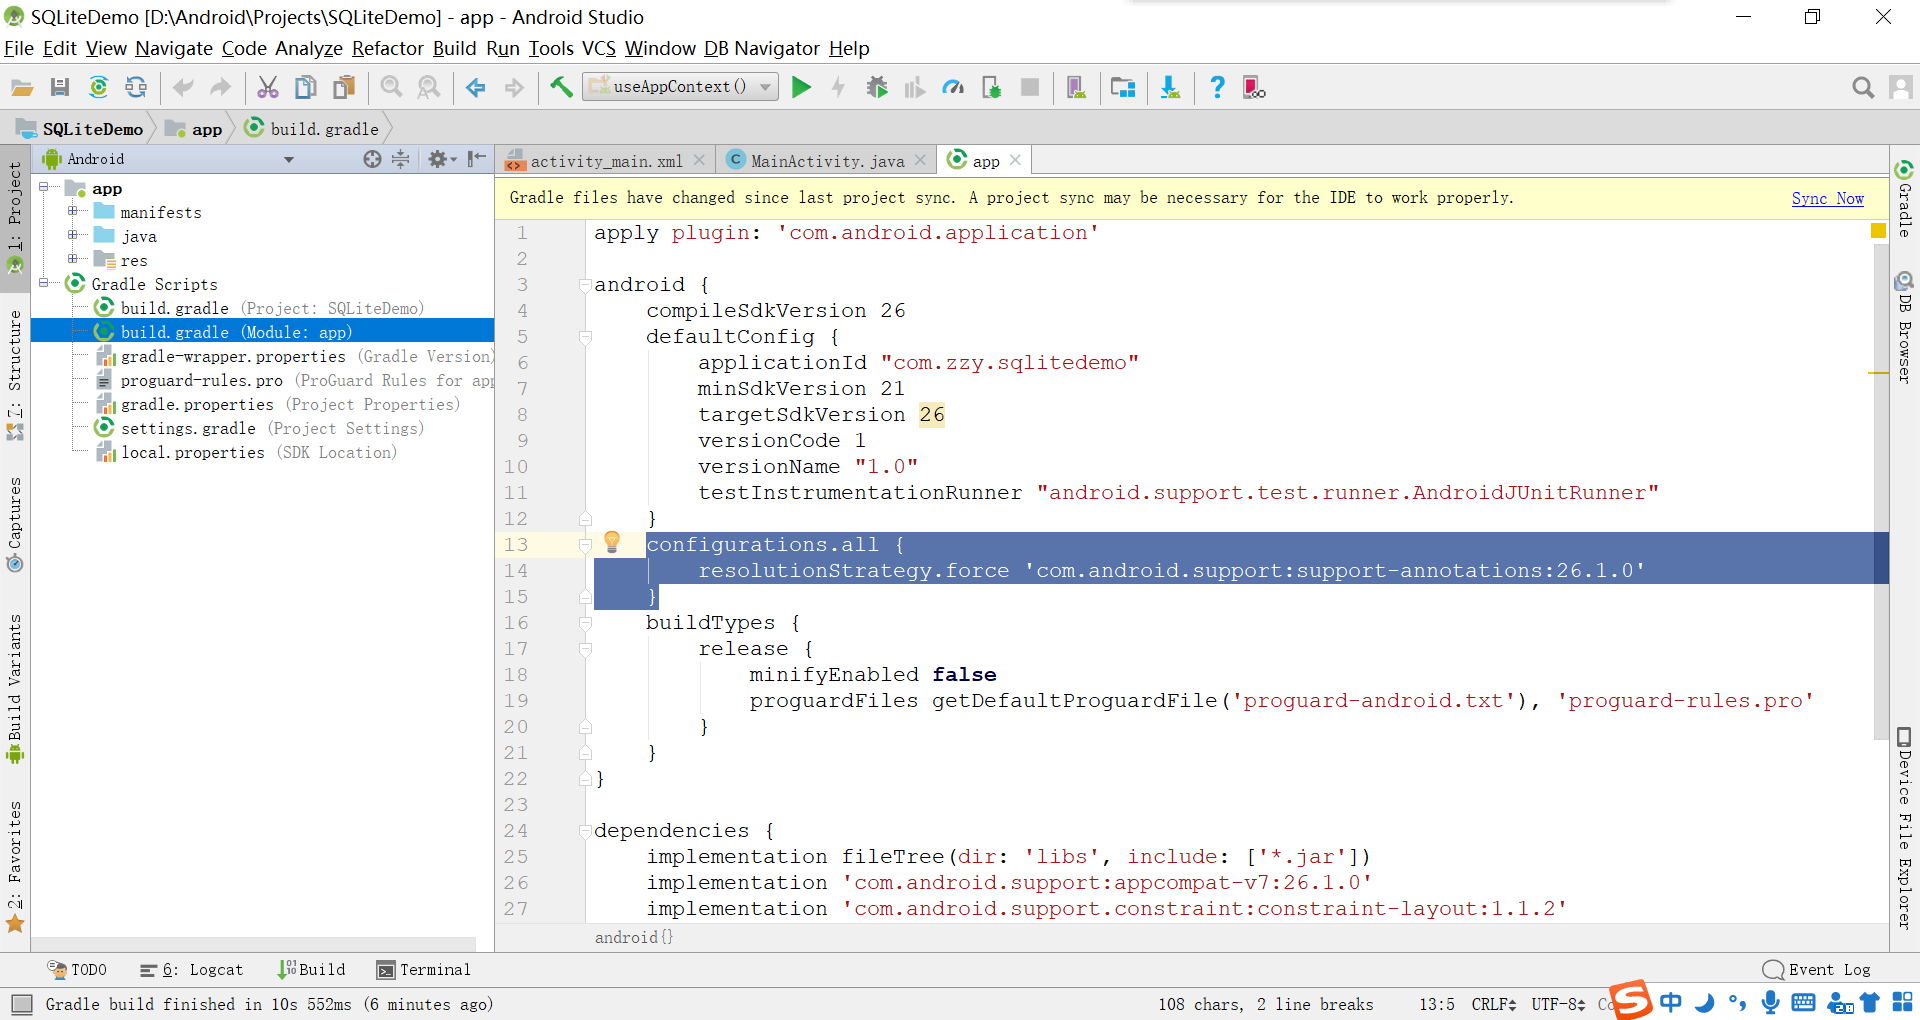 SQLiteDemo [D:\Android\Projects\SQLiteDemo] - app - Android Studio
File Edit View Navigate Code Analyze Refactor Build Run Tools VCS Window DB Navigator Help
useAppContext()
SQLiteDemo app build.gradle
Android
activity_main.xml MainActivity.java app
Gradle files have changed since last project sync. A project sync may be necessary for the IDE to work properly. Sync Now
app
manifests
java
res
Gradle Scripts
build.gradle (Project: SQLiteDemo)
build.gradle (Module: app)
gradle-wrapper.properties (Gradle Version)
proguard-rules.pro (ProGuard Rules for app
gradle.properties (Project Properties)
settings.gradle (Project Settings)
local.properties (SDK Location)
1: Project
7: Structure
Captures
Build Variants
2: Favorites
1 apply plugin: 'com.android.application'
2
3 android {
4 compileSdkVersion 26
5 defaultConfig {
6 applicationId "com.zzy.sqlitedemo"
7 minSdkVersion 21
8 targetSdkVersion 26
9 versionCode 1
10 versionName "1.0"
11 testInstrumentationRunner "android.support.test.runner.AndroidJUnitRunner"
12 }
13 configurations.all {
14 resolutionStrategy.force 'com.android.support:support-annotations:26.1.0'
15 }
16 buildTypes {
17 release {
18 minifyEnabled false
19 proguardFiles getDefaultProguardFile('proguard-android.txt'), 'proguard-rules.pro'
20 }
21 }
22 }
23
24 dependencies {
25 implementation fileTree(dir: 'libs', include: ['*.jar'])
26 implementation 'com.android.support:appcompat-v7:26.1.0'
27 implementation 'com.android.support.constraint:constraint-layout:1.1.2'
android{}
Gradle
DB Browser
Device File Explorer
TODO 6: Logcat Build Terminal Event Log
Gradle build finished in 10s 552ms (6 minutes ago) 108 chars, 2 line breaks 13:5 CRLF UTF-8 Co
中